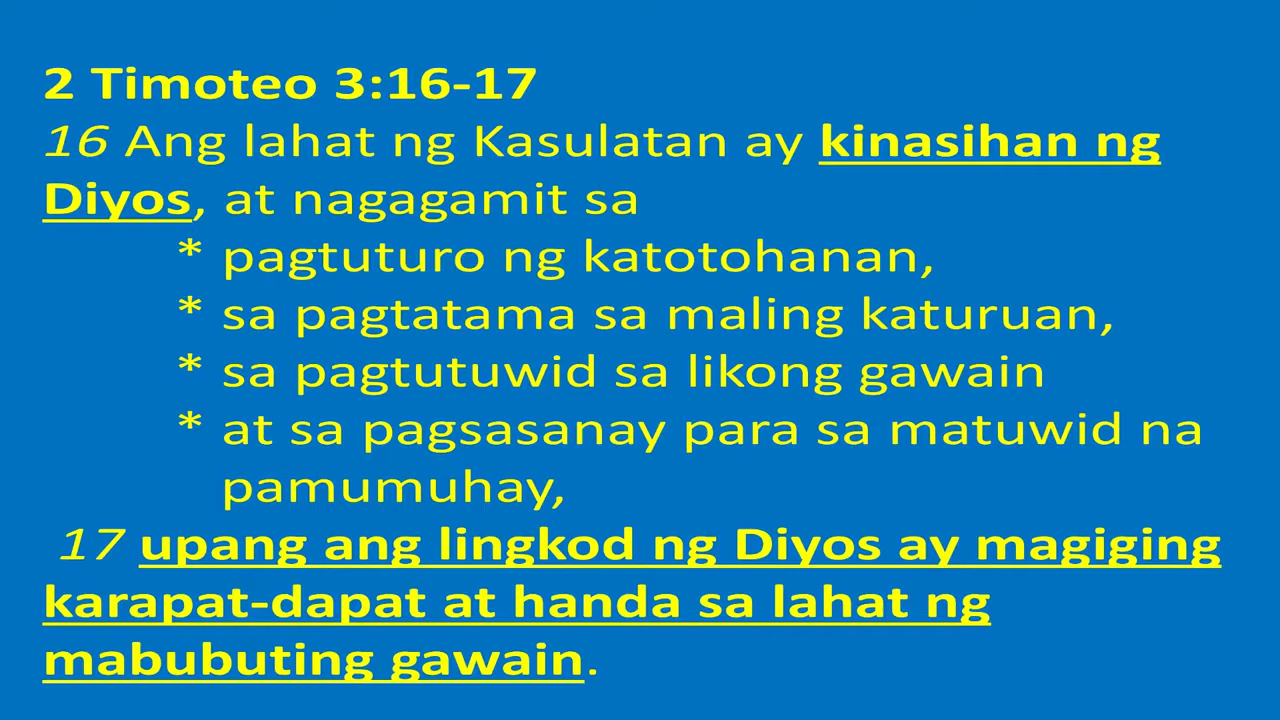 2 Timoteo 3:16-17
16 Ang lahat ng Kasulatan ay kinasihan ng
Diyos, at nagagamit sa
* pagtuturo ng katotohanan,
* sa pagtatama sa maling katuruan,
* sa pagtutuwid sa likong gawain
* at sa pagsasanay para sa matuwid na
pamumuhay,
17 upang ang lingkod ng Diyos ay magiging
karapat-dapat at handa sa lahat ng
mabubuting gawain.